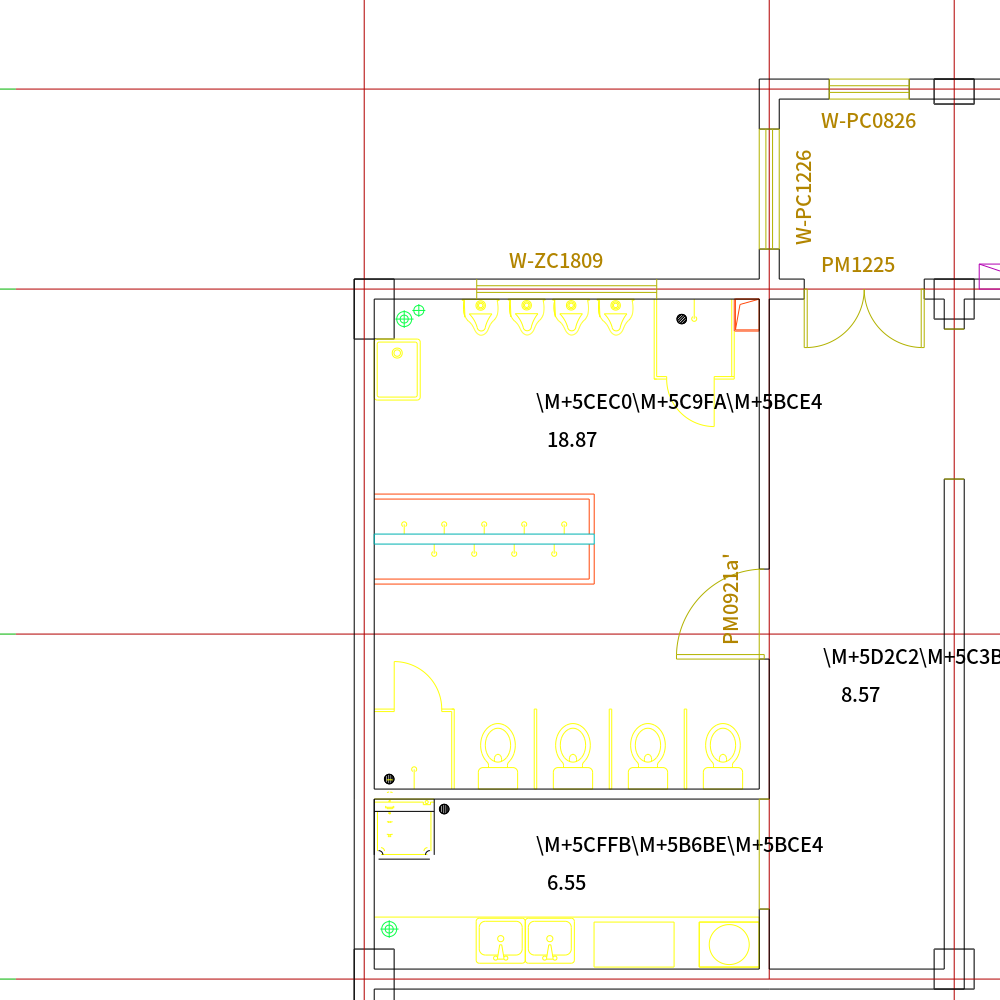 W-PC0826
W-PC1226
W-ZC1809
PM1225
\M+5CEC0\M+5C9FA\M+5BCE4
18.87
PM0921a'
\M+5D2C2\M+5C3B
8.57
\M+5CFFB\M+5B6BE\M+5BCE4
6.55